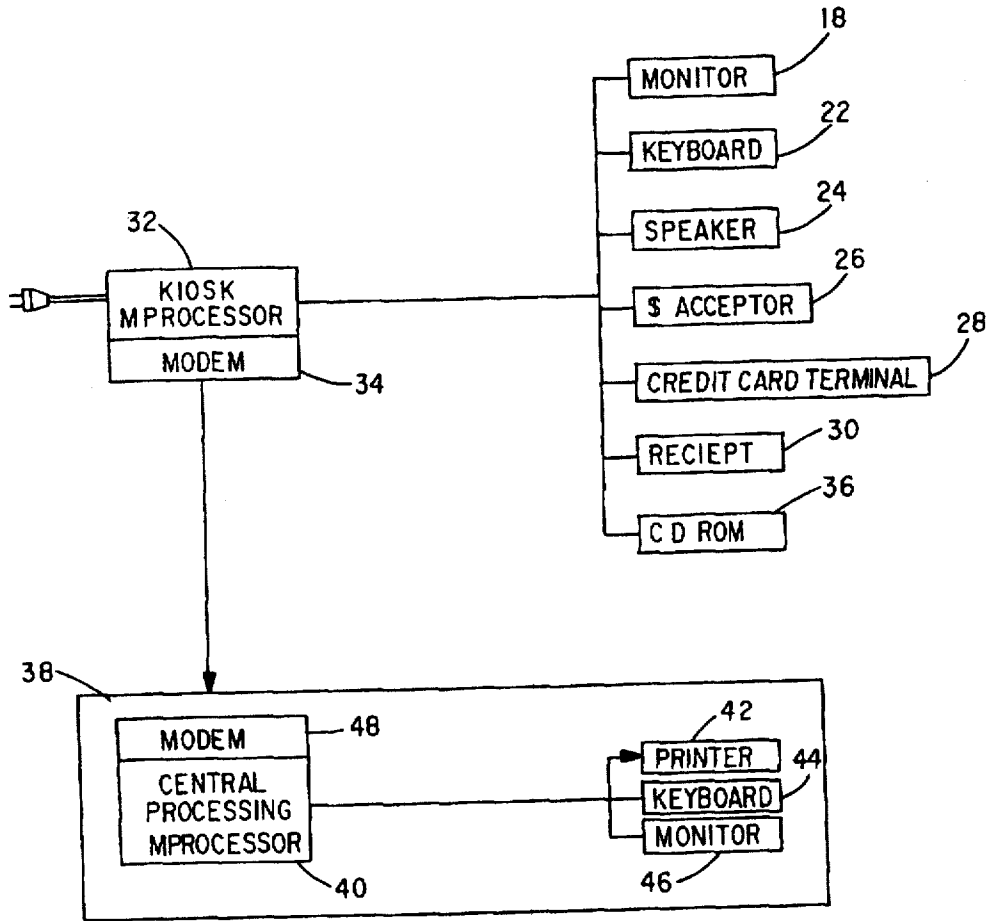 18
MONITOR
22
KEYBOARD
24
SPEAKER
32
26
KIOSK
MPROCESSOR
$ ACCEPTOR
MODEM
34
28
CREDIT CARD TERMINAL
30
RECIEPT
36
CD ROM
38
48
MODEM
42
PRINTER
CENTRAL
PROCESSING
MPROCESSOR
44
KEYBOARD
MONITOR
40
46